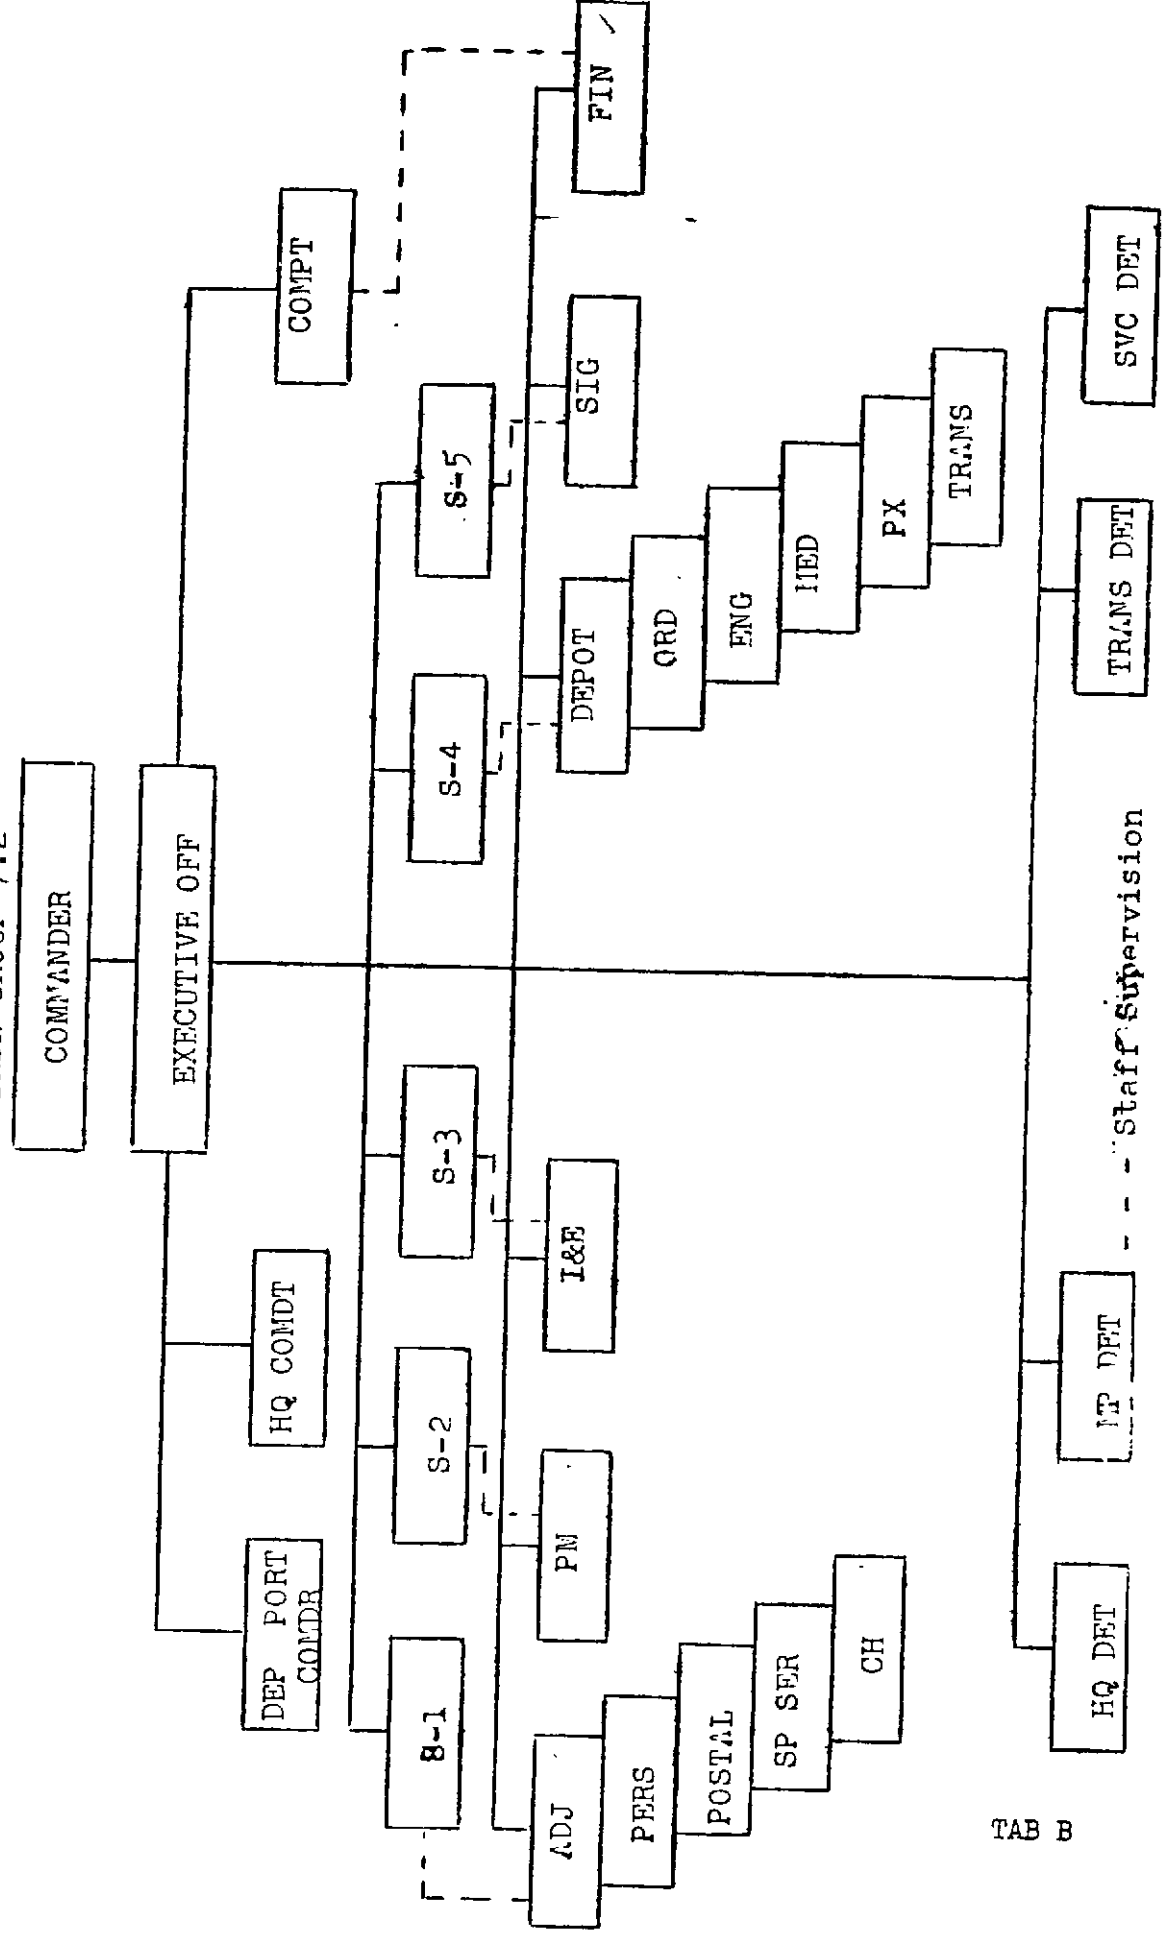 COMMANDER
EXECUTIVE OFF
DEP PORT
COMDR
HQ COMDT
COMPT
S-1
S-2
S-3
S-4
S-5
ADJ
PERS
POSTAL
SP SER
CH
PM
I&E
DEPOT
ORD
ENG
MED
PX
TRANS
SIG
FIN
HQ DET
MP DET
TRANS DET
SVC DET
- - - Staff Supervision
TAB B